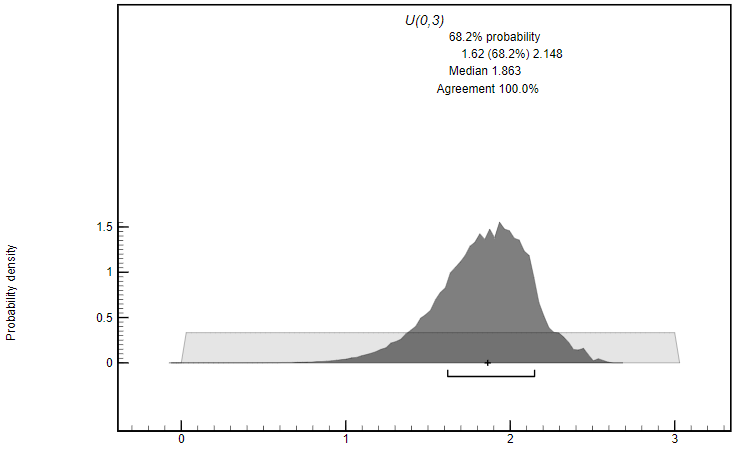 U(0,3)
68.2% probability
1.62 (68.2%) 2.148
Median 1.863
Agreement 100.0%
Probability density
1.5
1
0.5
0
0 1 2 3